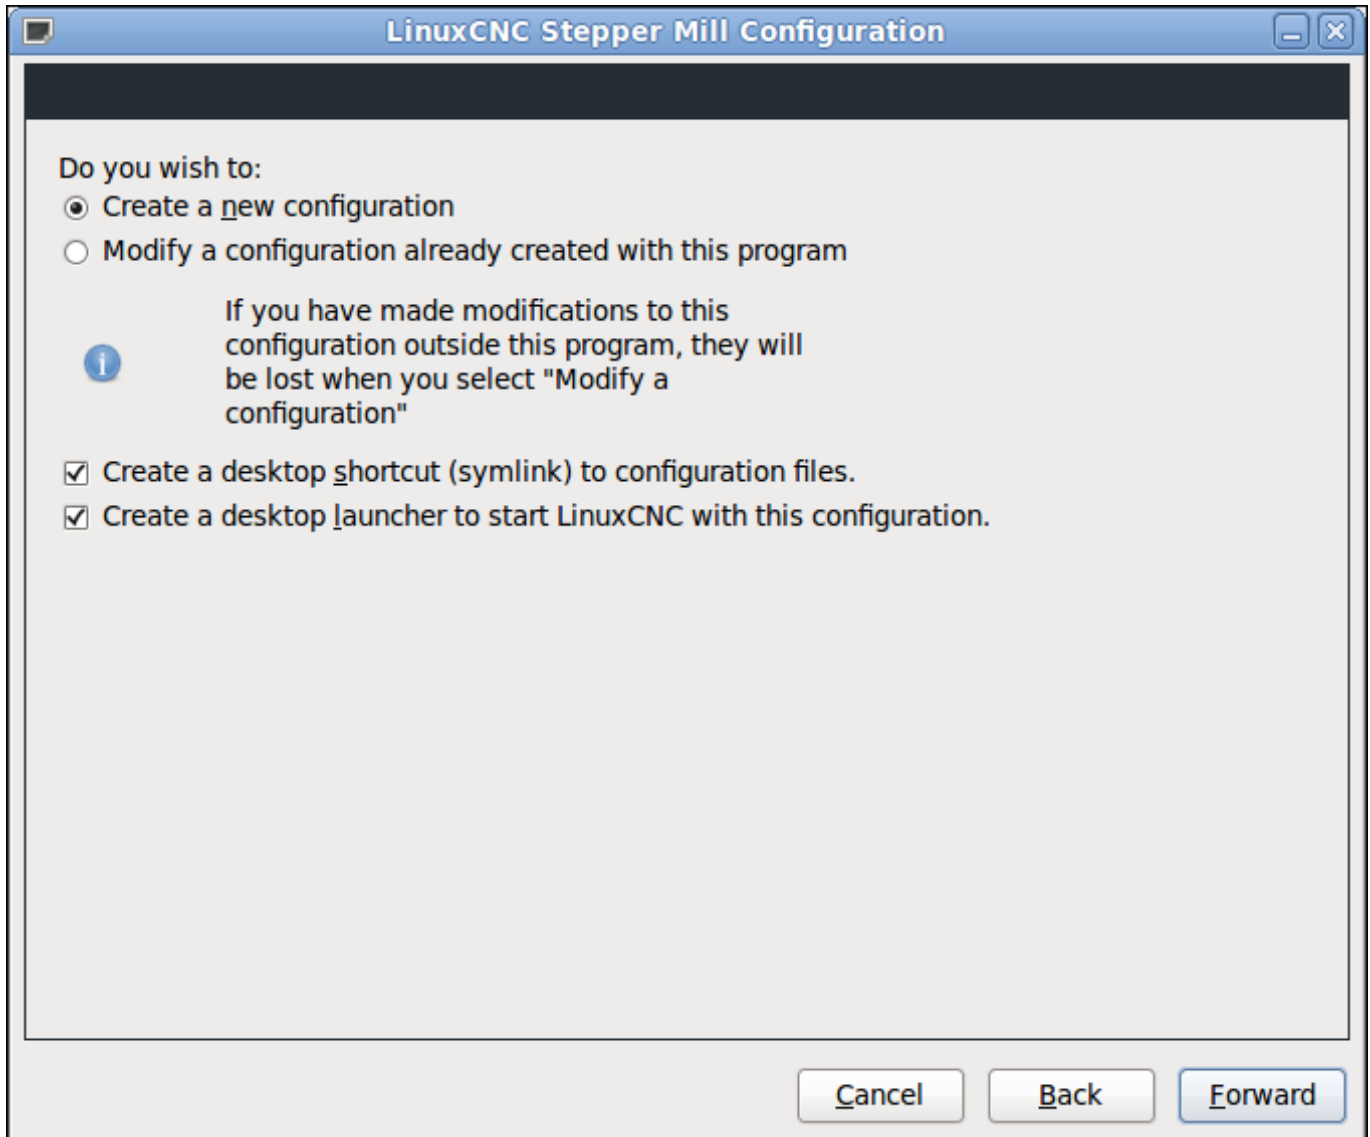 LinuxCNC Stepper Mill Configuration
Do you wish to:
Create a new configuration
Modify a configuration already created with this program
If you have made modifications to this
configuration outside this program, they will
be lost when you select "Modify a
configuration"
Create a desktop shortcut (symlink) to configuration files.
Create a desktop launcher to start LinuxCNC with this configuration.
Cancel Back Forward